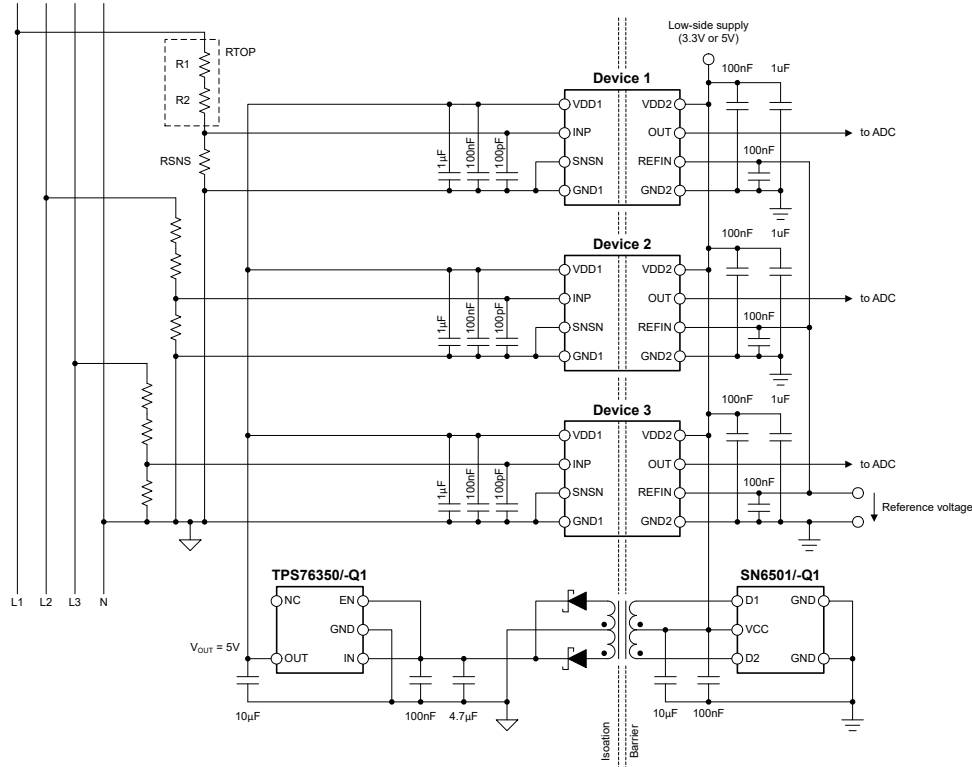 Low-side supply
(3.3V or 5V)
RTOP
R1
R2
RSNS
Device 1
100nF
1uF
VDD1
VDD2
INP
OUT
to ADC
SNSN
REFIN
100nF
GND1
GND2
1µF
100nF
100pF
Device 2
100nF
1uF
VDD1
VDD2
INP
OUT
to ADC
SNSN
REFIN
100nF
GND1
GND2
1µF
100nF
100pF
Device 3
100nF
1uF
VDD1
VDD2
INP
OUT
to ADC
SNSN
REFIN
100nF
GND1
GND2
1µF
100nF
100pF
Reference voltage
L1
L2
L3
N
TPS76350/-Q1
NC
EN
GND
OUT
IN
VOUT = 5V
10µF
100nF
4.7µF
SN6501/-Q1
D1
GND
VCC
D2
GND
10µF
100nF
Isoation
Barrier